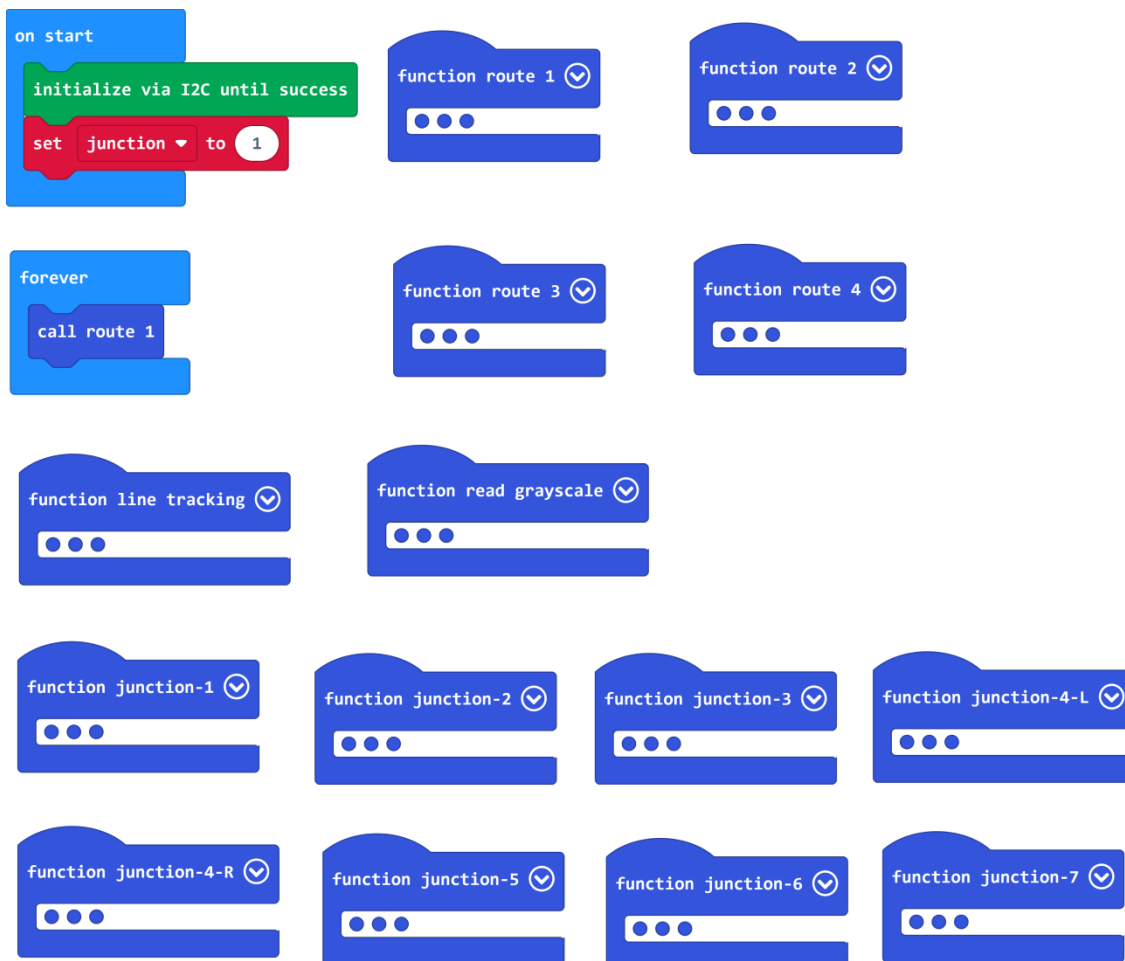 on start
initialize via I2C until success
set junction to 1
function route 1
function route 2
forever
call route 1
function route 3
function route 4
function line tracking
function read grayscale
function junction-1
function junction-2
function junction-3
function junction-4-L
function junction-4-R
function junction-5
function junction-6
function junction-7